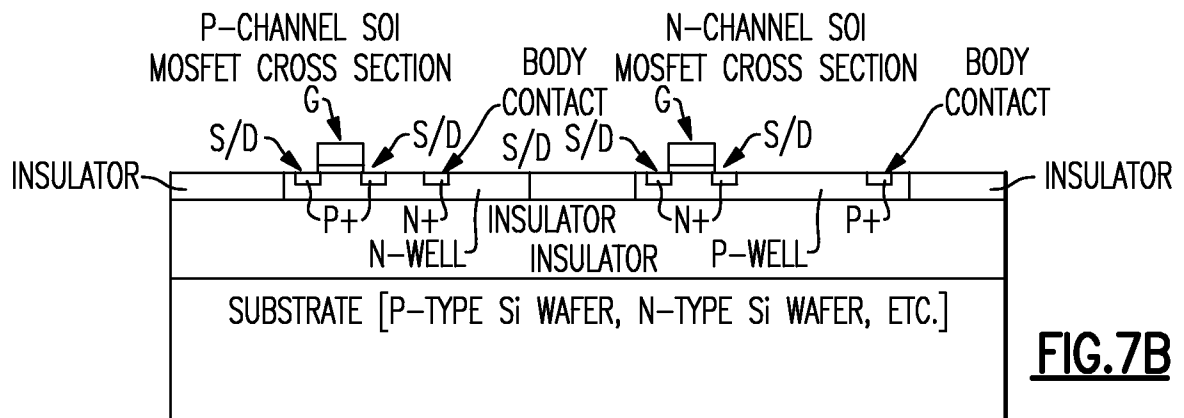 P-CHANNEL SOI
MOSFET CROSS SECTION
G
BODY
CONTACT
S/D
S/D
S/D
N-CHANNEL SOI
MOSFET CROSS SECTION
G
BODY
CONTACT
S/D
S/D
INSULATOR
INSULATOR
P+
N+
INSULATOR
N+
P+
N-WELL
INSULATOR
P-WELL
SUBSTRATE [P-TYPE Si WAFER, N-TYPE Si WAFER, ETC.]
FIG.7B